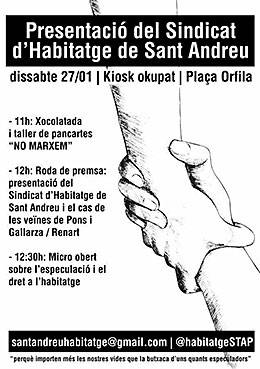 Presentació del Sindicat
d'Habitatge de Sant Andreu
dissabte 27/01 | Kiosk okupat | Plaça Orfila
- 11h: Xocolatada
i taller de pancartes
"NO MARXEM"
- 12h: Roda de premsa:
presentació del
Sindicat d'Habitalge de
Sant Andreu i el cas de
les veïnes de Pons i
Gallarza / Renart
- 12:30h: Micro obert
sobre l'especulació i el
dret a l'habitatge
santandreuhabitatge@gmail.com | @habitatgeSTAP
"perquè importen més les nostres vides que la butxaca d'uns quants especuladors"